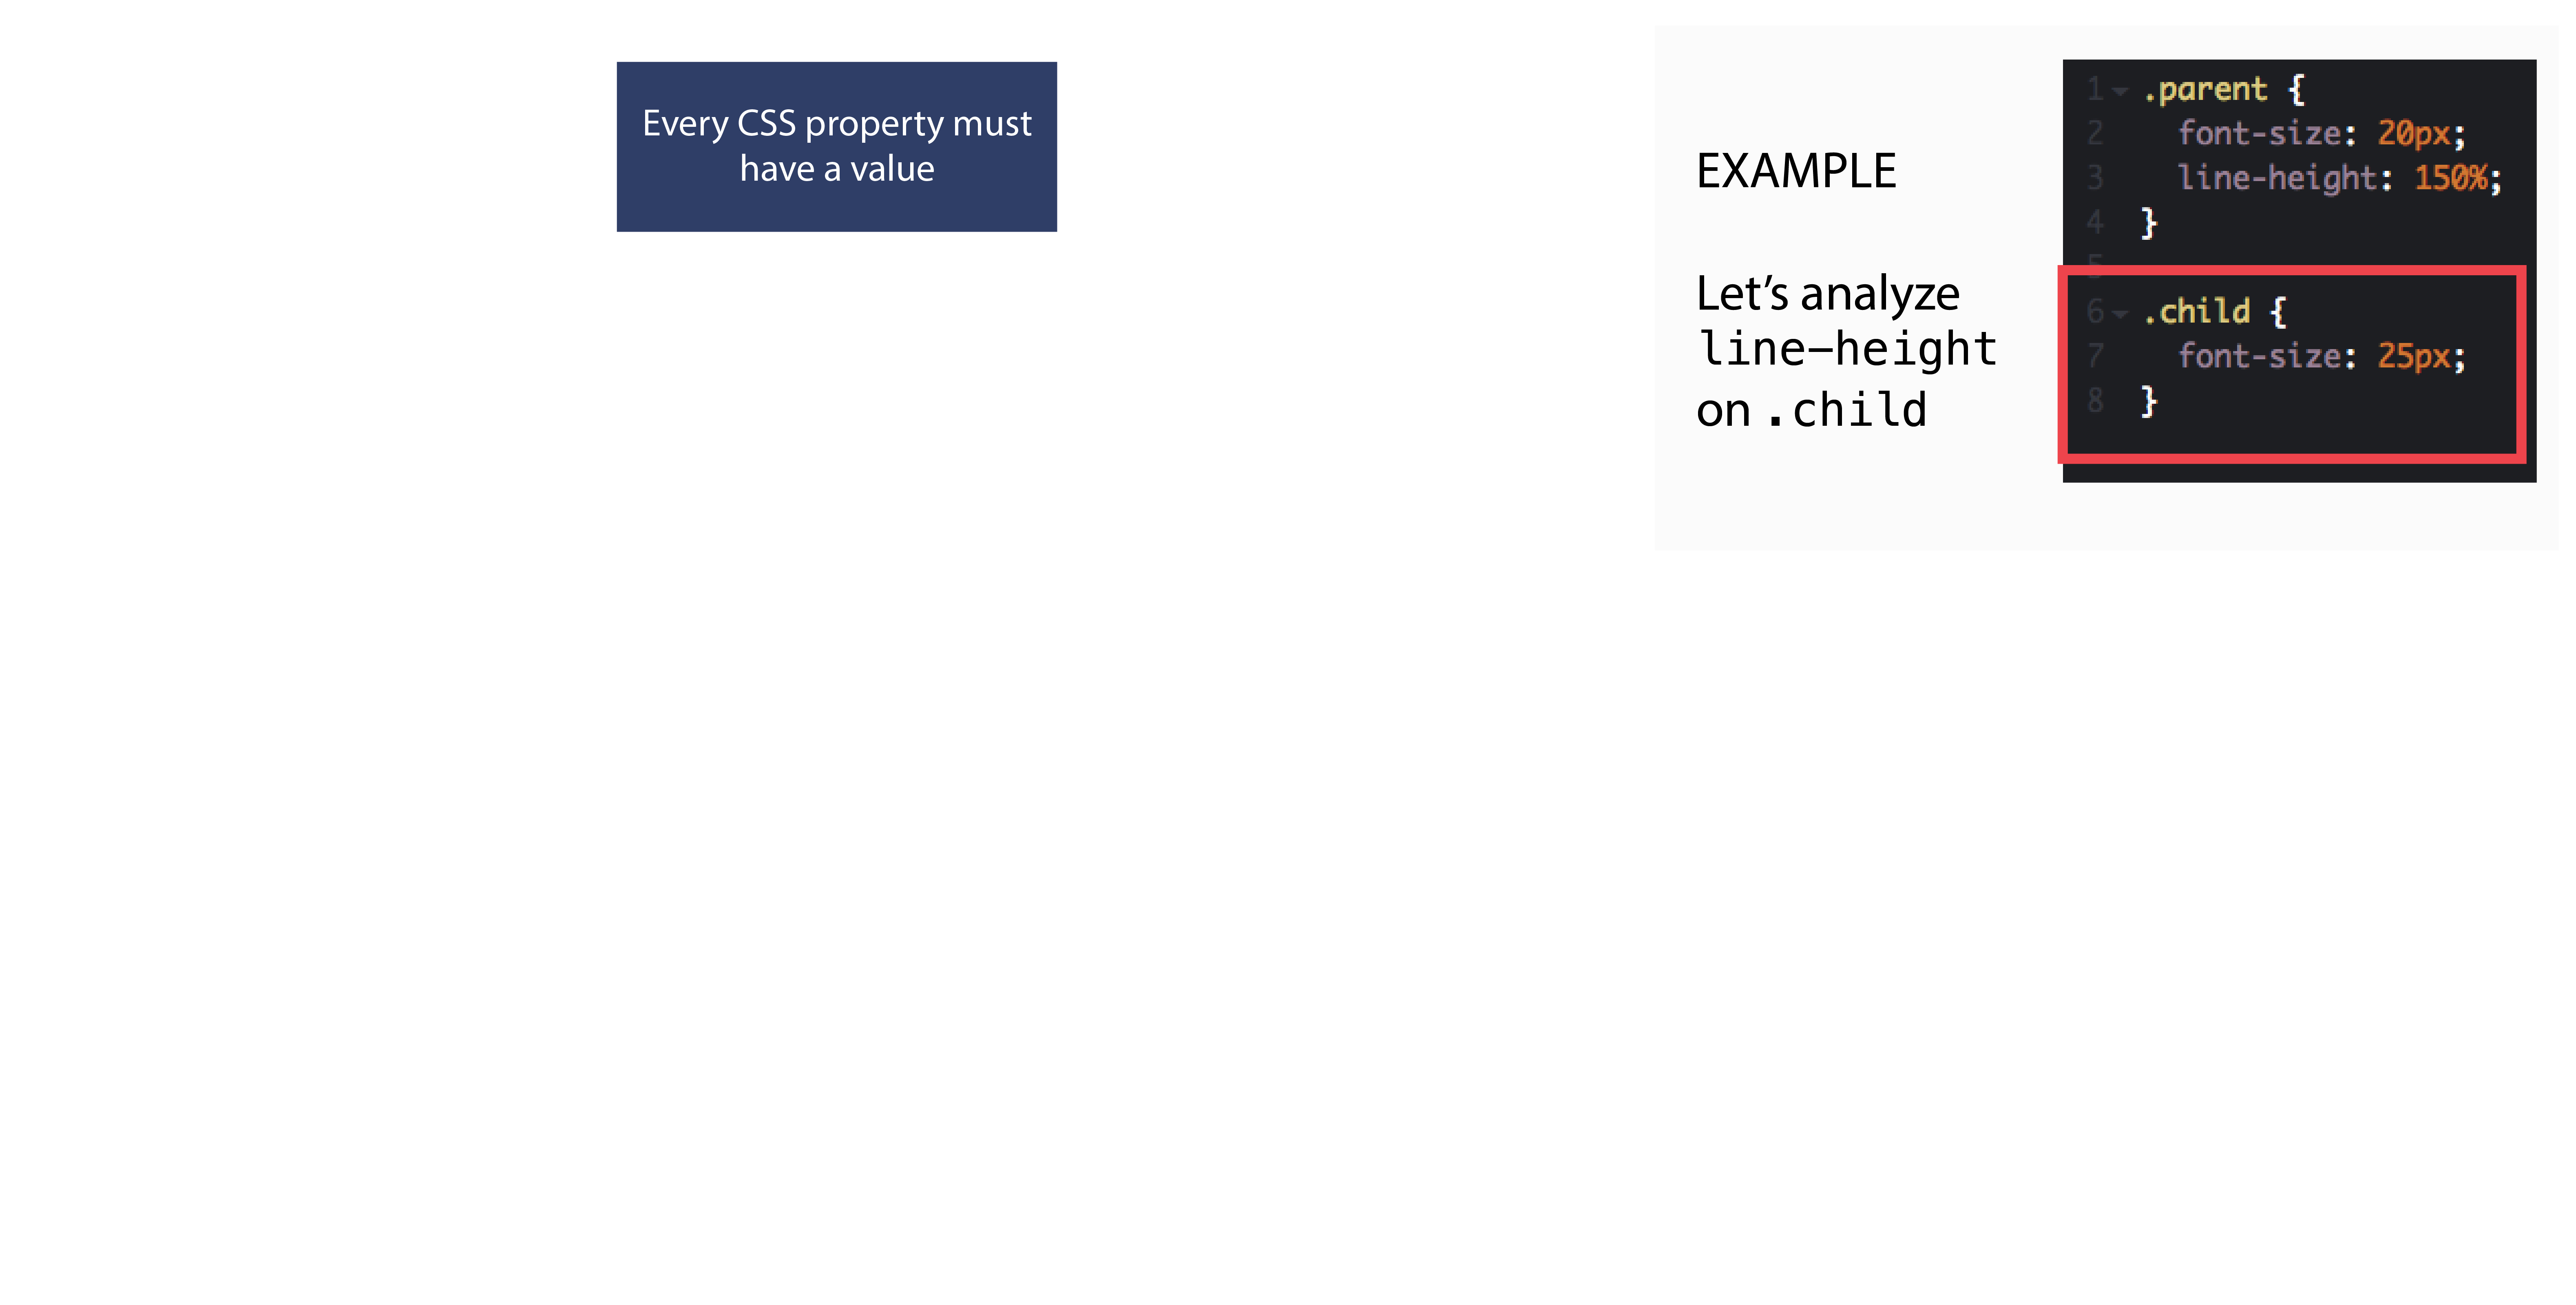 Every CSS property must
have a value
EXAMPLE
Let’s analyze
line–height
on .child
1 .parent {
2 font-size: 20px;
3 line-height: 150%;
4 }
5
6 .child {
7 font-size: 25px;
8 }